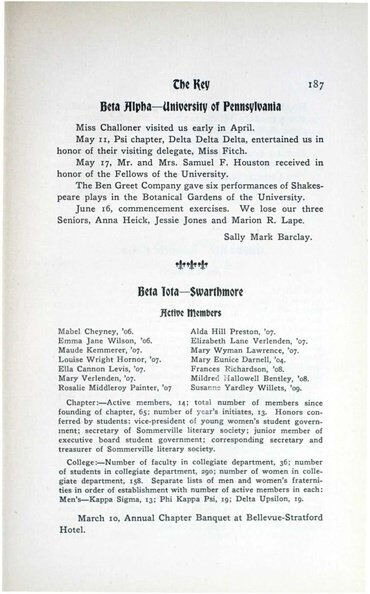 The Key 187
Beta Alpha—University of Pennsylvania
Miss Challoner visited us early in April.
May 11, Psi chapter, Delta Delta Delta, entertained us in
honor of their visiting delegate, Miss Fitch.
May 17, Mr. and Mrs. Samuel F. Houston received in
honor of the Fellows of the University.
The Ben Greet Company gave six performances of Shakes-
peare plays in the Botanical Gardens of the University.
June 16, commencement exercises. We lose our three
Seniors, Anna Heick, Jessie Jones and Marion R. Lape.
Sally Mark Barclay.
Beta Iota—Swarthmore
Active Members
Mabel Cheyney, '06.
Emma Jane Wilson, '06.
Maude Kemmerer, '07.
Louise Wright Hornor, '07.
Ella Cannon Levis, '07.
Mary Verlenden, '07.
Rosalie Middleroy Painter, '07
Alda Hill Preston, '07.
Elizabeth Lane Verlenden, '07.
Mary Wyman Lawrence, '07.
Mary Eunice Darnell, '04.
Frances Richardson, '08.
Mildred Hallowell Bentley, '08.
Susanne Yardley Willets, '09.
Chapter:—Active members, 14; total number of members since
founding of chapter, 65; number of year's initiates, 13. Honors con-
ferred by students: vice-president of young women's student govern-
ment; secretary of Sommerville literary society; junior member of
executive board student government; corresponding secretary and
treasurer of Sommerville literary society.
College:—Number of faculty in collegiate department, 36; number
of students in collegiate department, 290; number of women in colle-
giate department, 158. Separate lists of men and women's fraterni-
ties in order of establishment with number of active members in each:
Men's—Kappa Sigma, 13; Phi Kappa Psi, 19; Delta Upsilon, 19.
March 10, Annual Chapter Banquet at Bellevue-Stratford
Hotel.